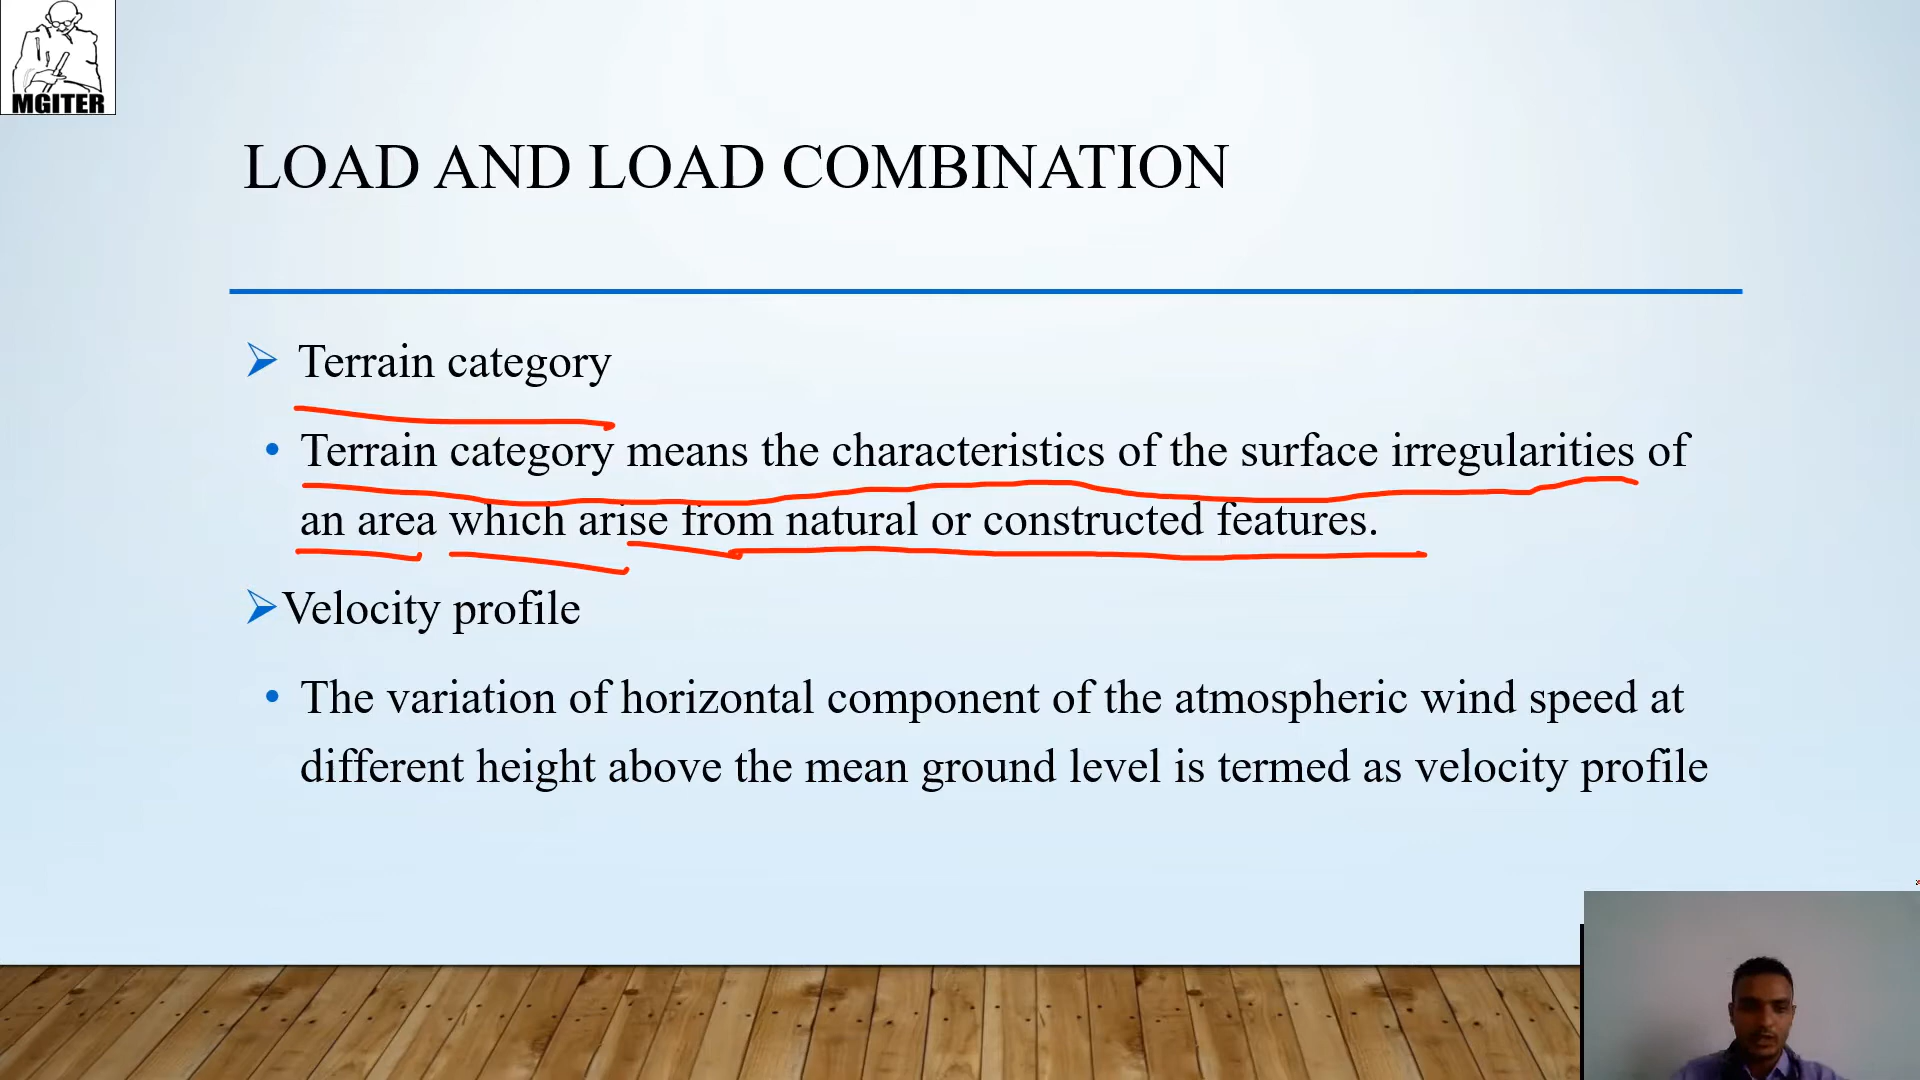 MGITER
LOAD AND LOAD COMBINATION
Terrain category
Terrain category means the characteristics of the surface irregularities of
an area which arise from natural or constructed features.
Velocity profile
The variation of horizontal component of the atmospheric wind speed at
different height above the mean ground level is termed as velocity profile